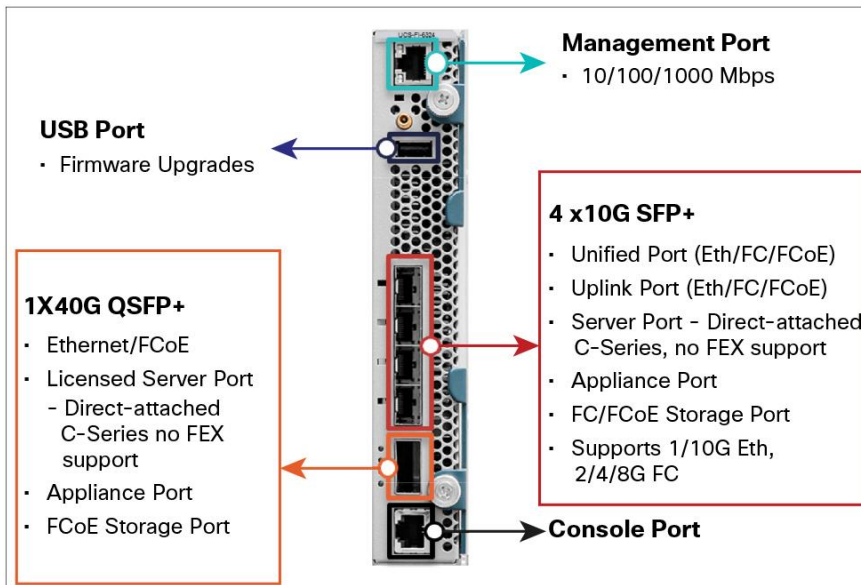 UCS-FI-6324
Management Port
· 10/100/1000 Mbps
USB Port
· Firmware Upgrades
4 x10G SFP+
· Unified Port (Eth/FC/FCoE)
· Uplink Port (Eth/FC/FCoE)
· Server Port - Direct-attached
C-Series, no FEX support
· Appliance Port
· FC/FCoE Storage Port
· Supports 1/10G Eth,
2/4/8G FC
1X40G QSFP+
· Ethernet/FCoE
· Licensed Server Port
- Direct-attached
C-Series no FEX
support
· Appliance Port
· FCoE Storage Port
Console Port